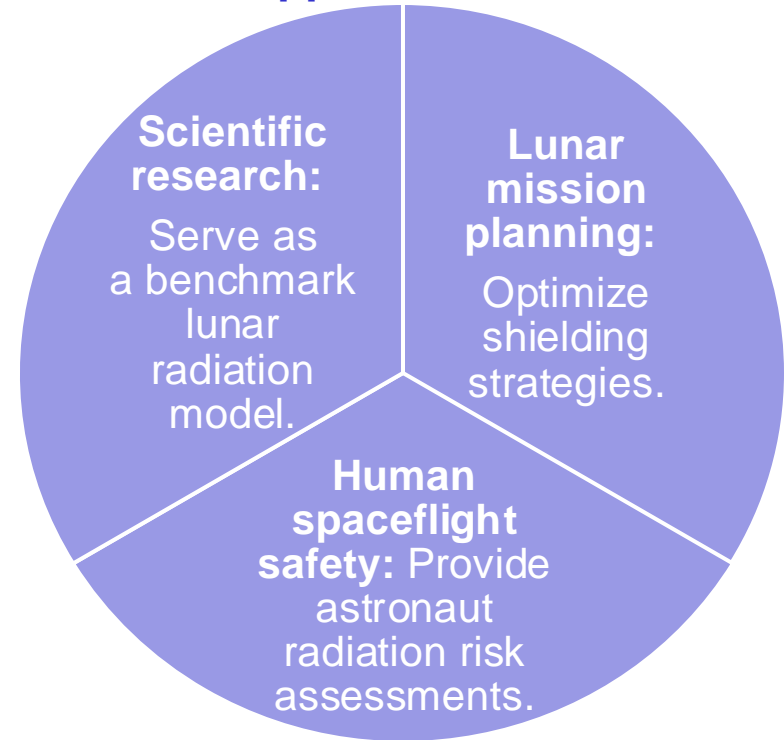 Scientific
research:
Serve as
a benchmark
lunar
radiation
model.
Lunar
mission
planning:
Optimize
shielding
strategies.
Human
spaceflight
safety: Provide
astronaut
radiation risk
assessments.